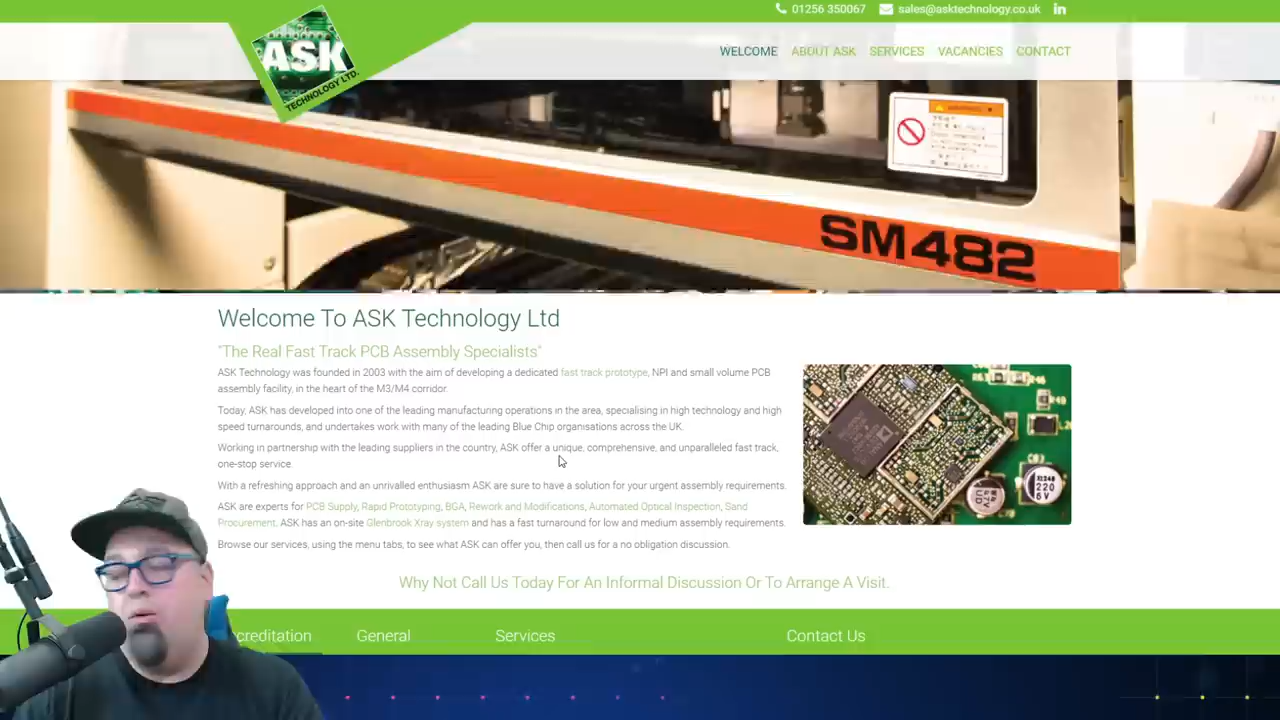 01256 350067 sales@asktechnology.co.uk in
ASK
TECHNOLOGY LTD.
WELCOME ABOUT ASK SERVICES VACANCIES CONTACT
SM482
Welcome To ASK Technology Ltd
"The Real Fast Track PCB Assembly Specialists"
ASK Technology was founded in 2003 with the aim of developing a dedicated fast track prototype, NPI and small volume PCB
assembly facility, in the heart of the M3/M4 corridor.
Today, ASK has developed into one of the leading manufacturing operations in the area, specialising in high technology and high
speed turnarounds, and undertakes work with many of the leading Blue Chip organisations across the UK.
Working in partnership with the leading suppliers in the country, ASK offer a unique, comprehensive, and unparalleled fast track,
one-stop service.
With a refreshing approach and an unrivalled enthusiasm ASK are sure to have a solution for your urgent assembly requirements.
ASK are experts for PCB Supply, Rapid Prototyping, BGA, Rework and Modifications, Automated Optical Inspection, Sand
Procurement. ASK has an on-site Glenbrook Xray system and has a fast turnaround for low and medium assembly requirements.
Browse our services, using the menu tabs, to see what ASK can offer you, then call us for a no obligation discussion.
220
6V
Why Not Call Us Today For An Informal Discussion Or To Arrange A Visit.
creditation General Services Contact Us